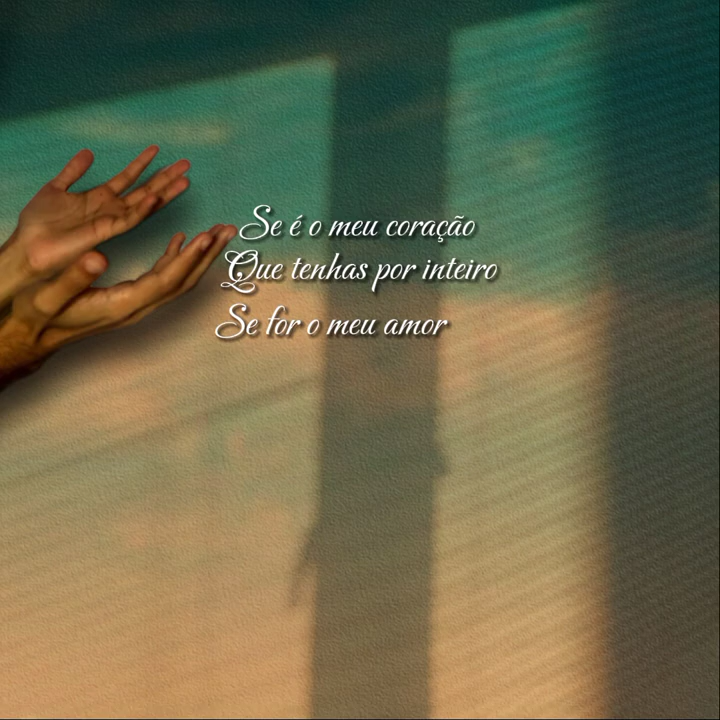 Se é o meu coração
Que tenhas por inteiro
Se for o meu amor